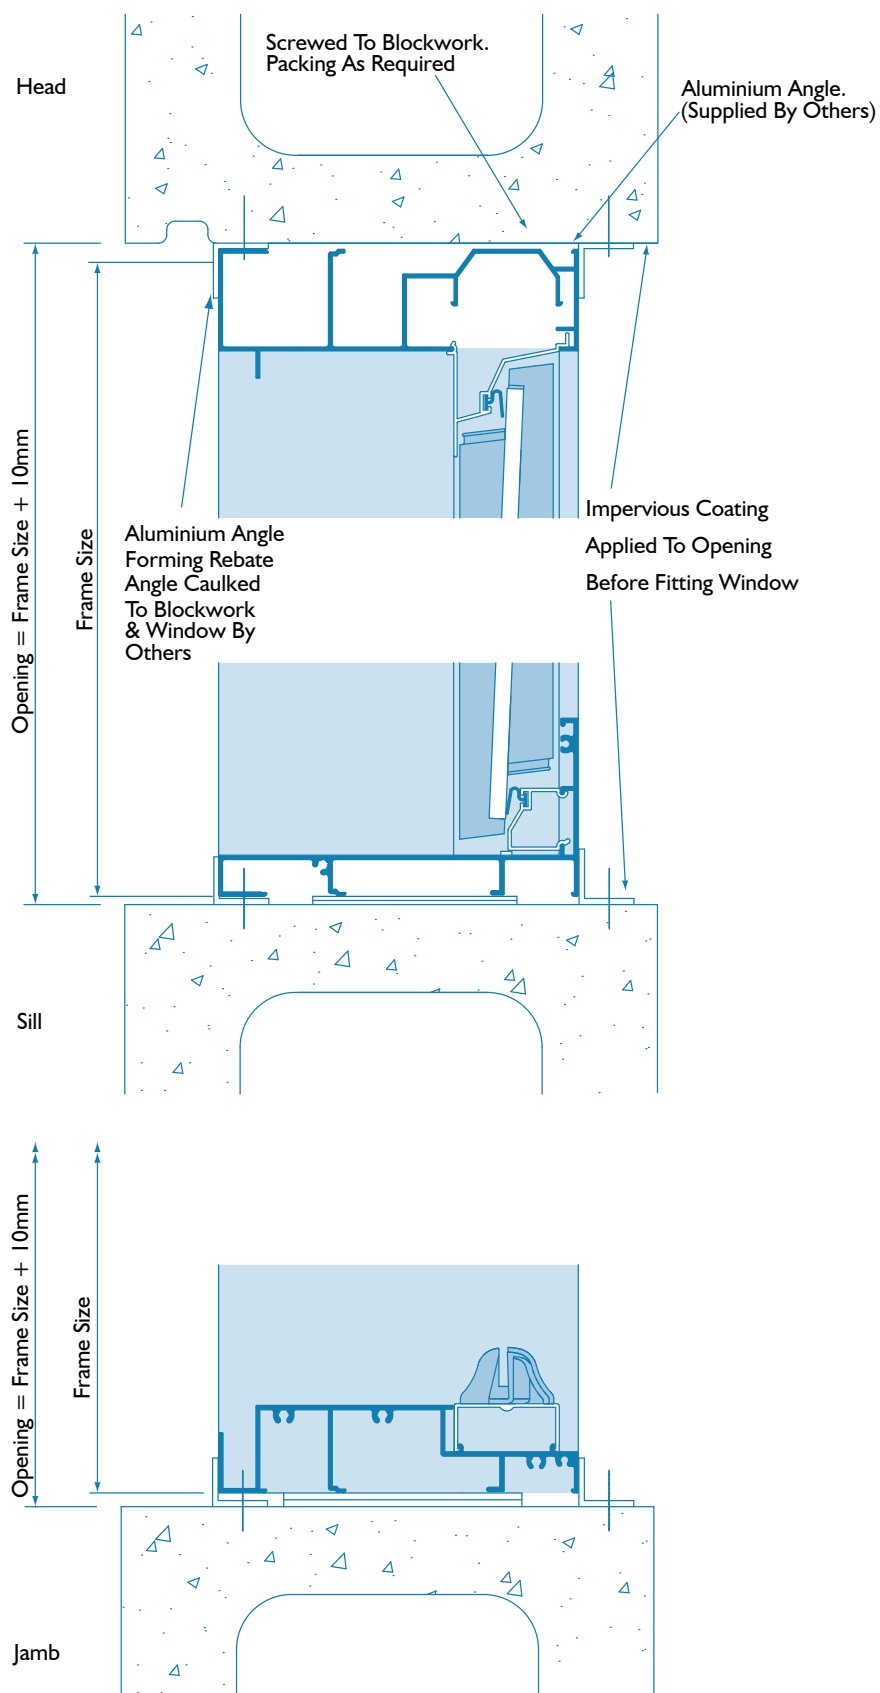 Head
Screwed To Blockwork.
Packing As Required
Aluminium Angle.
(Supplied By Others)
Opening = Frame Size + 10mm
Frame Size
Aluminium Angle
Forming Rebate
Angle Caulked
To Blockwork
& Window By
Others
Impervious Coating
Applied To Opening
Before Fitting Window
Sill
Opening = Frame Size + 10mm
Frame Size
Jamb